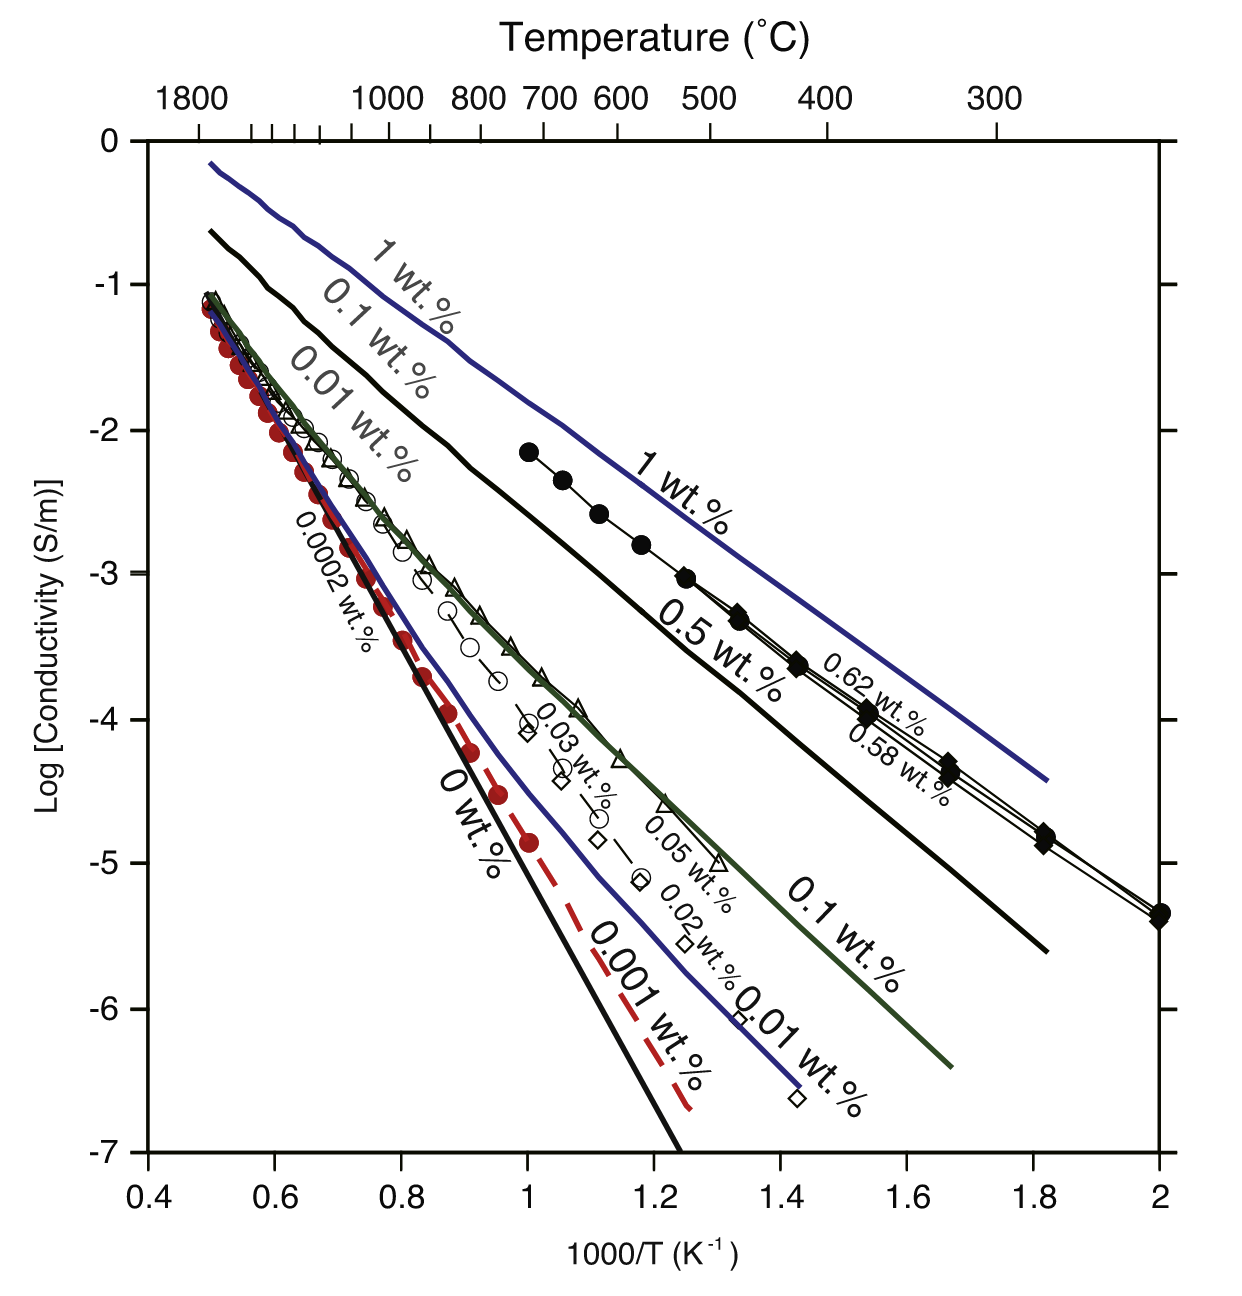 Temperature (˚C)
1800 1000 800 700 600 500 400 300
0
-1
-2
-3
-4
-5
-6
-7
Log [Conductivity (S/m)]
1 wt.%
0.1 wt.%
0.01 wt.%
1 wt.%
0.0002 wt.%
0.5 wt.%
0.62 wt.%
0.58 wt.%
0.03 wt.%
0 wt.%
0.05 wt.%
0.1 wt.%
0.02 wt.%
0.001 wt.%
0.01 wt.%
0.4 0.6 0.8 1 1.2 1.4 1.6 1.8 2
1000/T (K⁻¹)